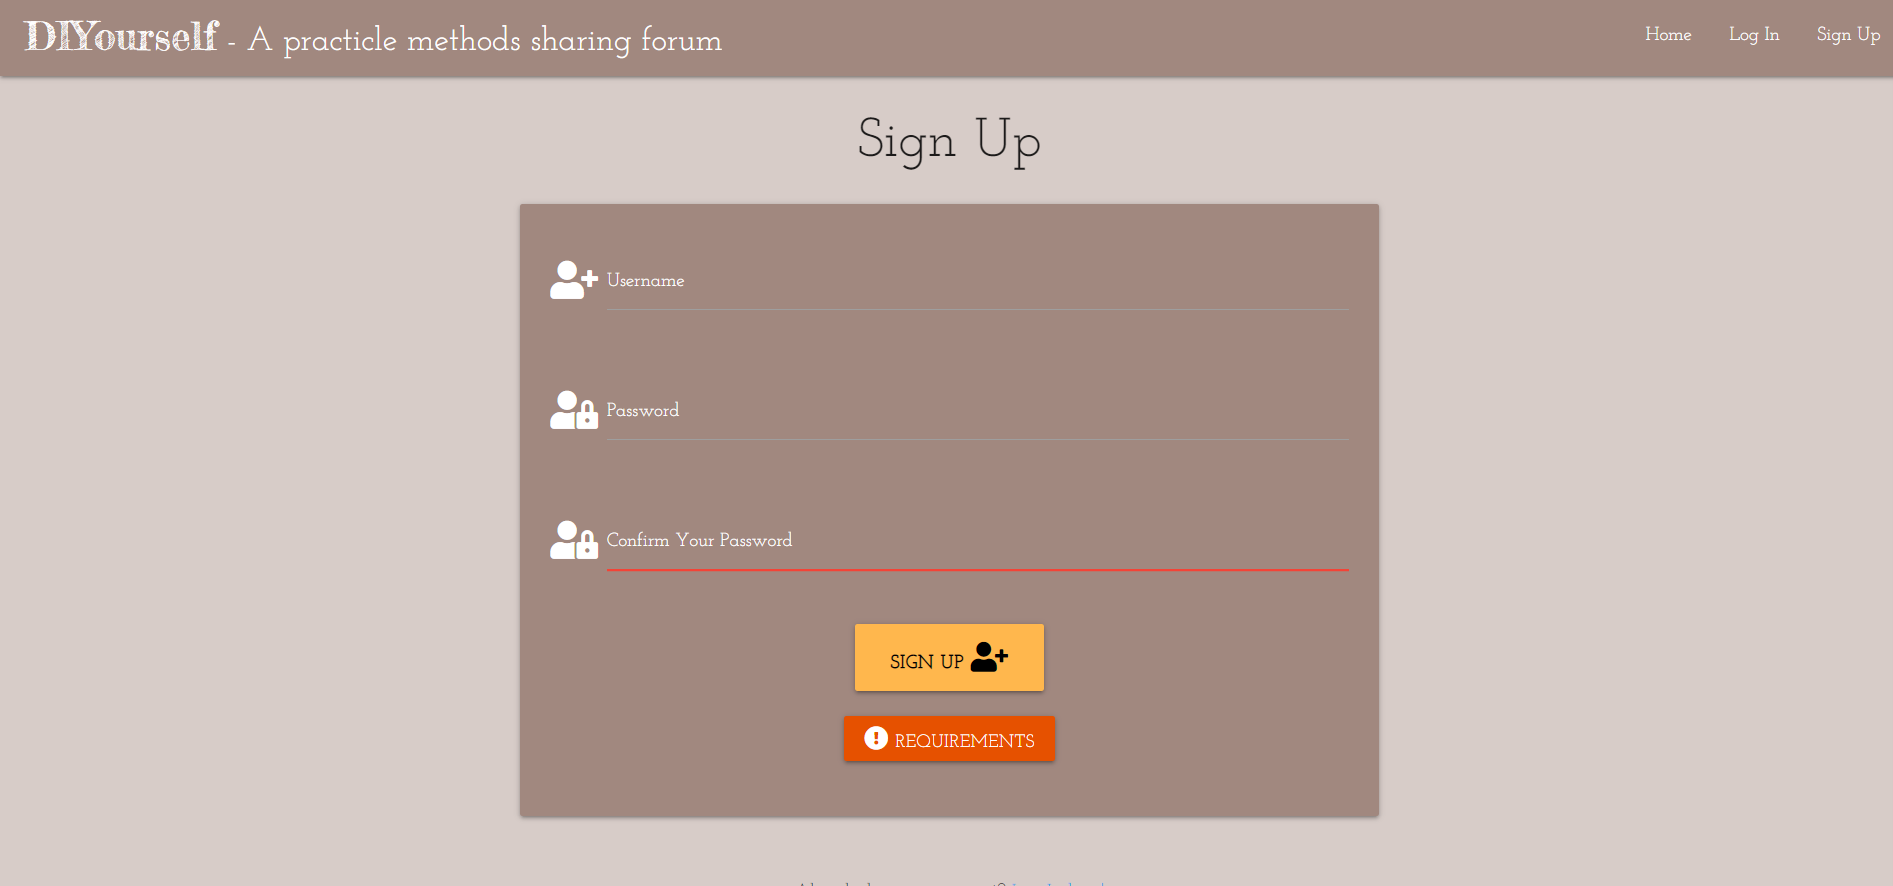 DIYourself - A practicle methods sharing forum
Home Log In Sign Up
Sign Up
Username
Password
Confirm Your Password
SIGN UP
REQUIREMENTS